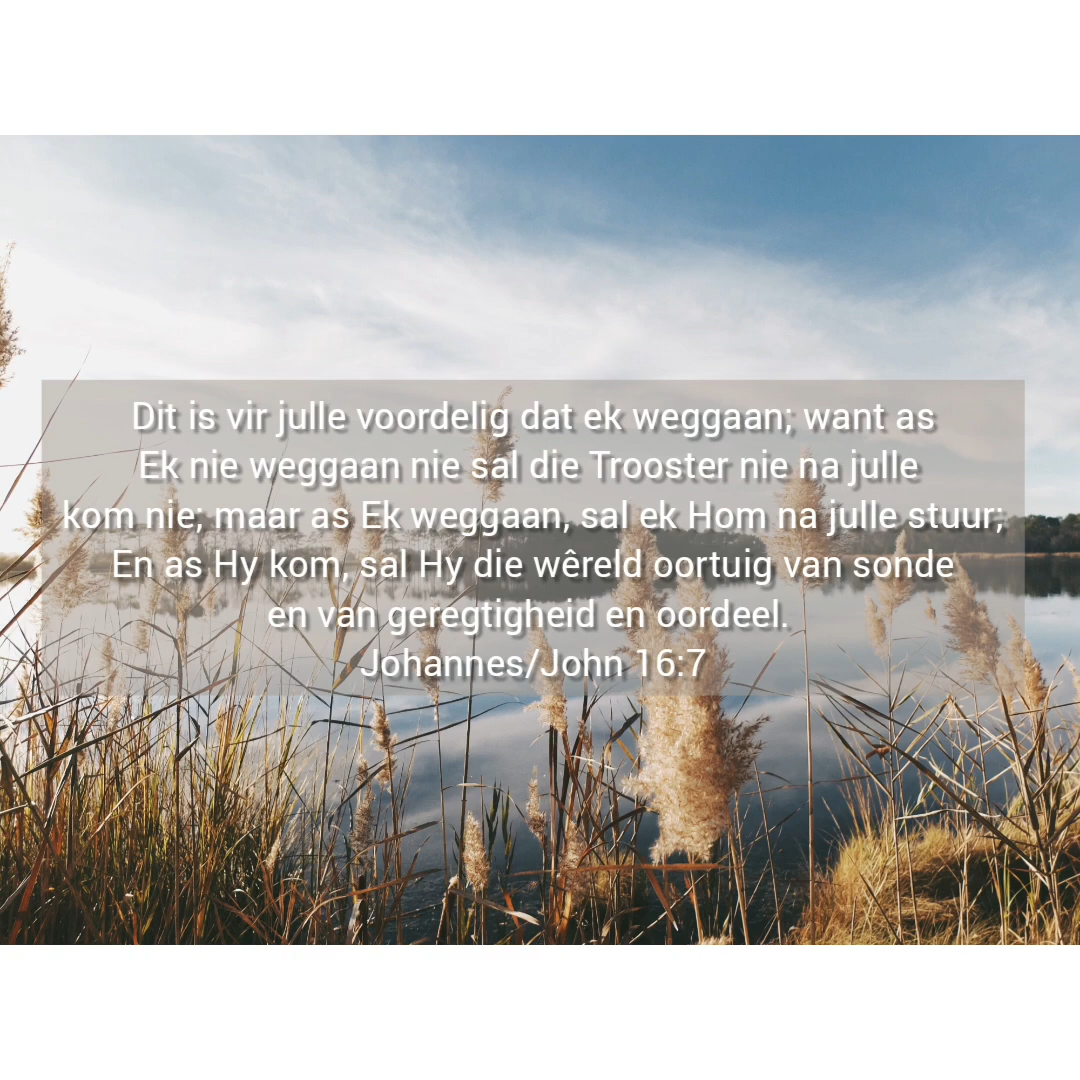 Dit is vir julle voordelig dat ek weggaan; want as
Ek nie weggaan nie sal die Trooster nie na julle
kom nie; maar as Ek weggaan, sal ek Hom na julle stuur;
En as Hy kom, sal Hy die wêreld oortuig van sonde
en van geregtigheid en oordeel.
Johannes/John 16:7